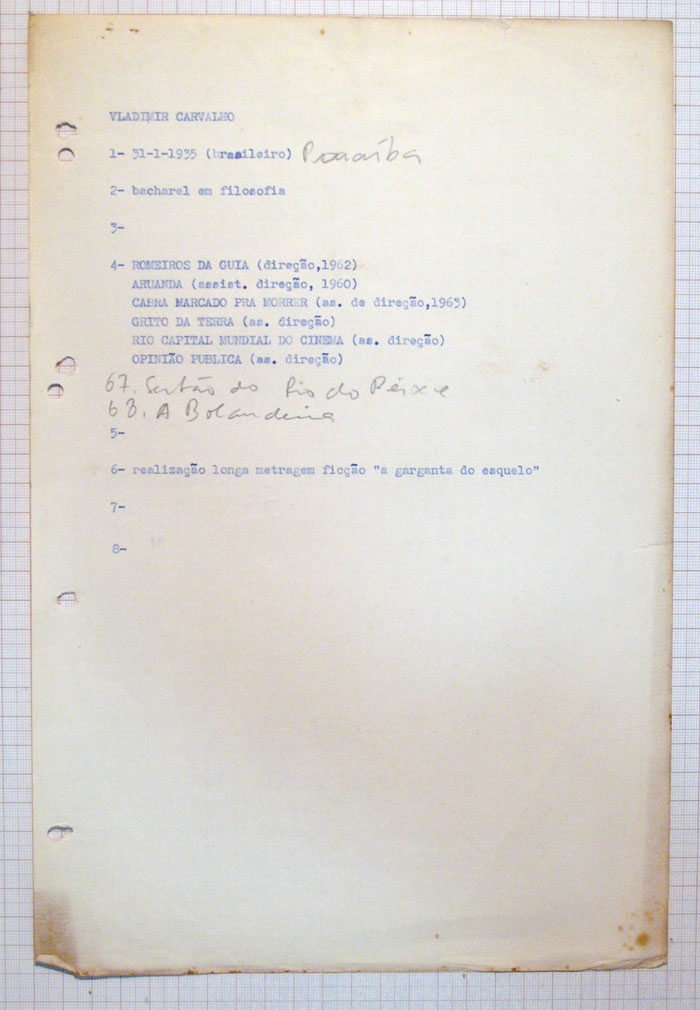 VLADIMIR CARVALHO
1- 31-1-1935 (brasileiro) Paraíba
2- bacharel em filosofia
3-
4- ROMEIROS DA GUIA (direção,1962)
ARUANDA (assist. direção, 1960)
CABRA MARCADO PRA MORRER (as. de direção,1963)
GRITO DA TERRA (as. direção)
RIO CAPITAL MUNDIAL DO CINEMA (as. direção)
OPINIÃO PUBLICA (as. direção)
67. Sertão do Rio do Peixe
68. A Bolandeira
5-
6- realização longa metragem ficção "a garganta do esquelo"
7-
8-